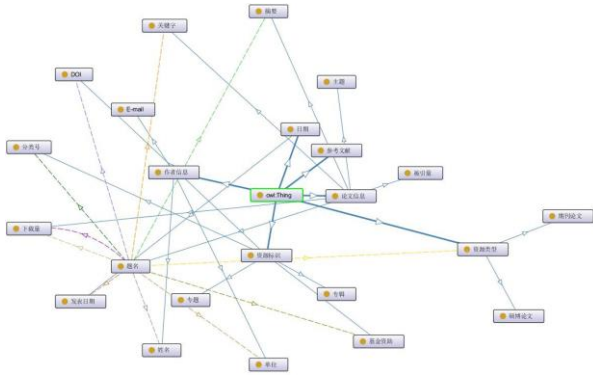 摘要
关键字
DOI
主题
E-mail
日期
参考文献
分类号
作者信息
被引量
owl:Thing
论文信息
期刊论文
下载量
资源类型
资源标识
题名
专辑
发表日期
专题
硕博论文
基金资助
姓名
单位